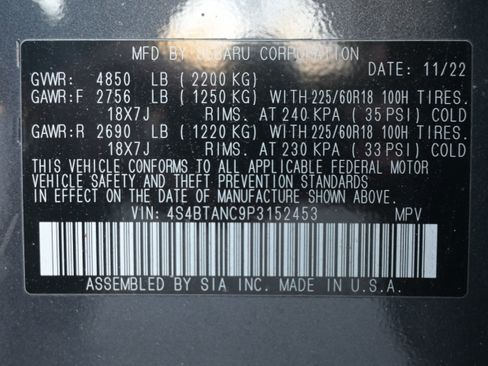 MFD BY SUBARU CORPORATION
DATE: 11/22
GVWR: 4850 LB (2200 KG)
GAWR:F 2756 LB (1250 KG) WITH 225/60R18 100H TIRES.
18X7J RIMS. AT 240 KPA (35 PSI) COLD
GAWR:R 2690 LB (1220 KG) WITH 225/60R18 100H TIRES.
18X7J RIMS. AT 230 KPA (33 PSI) COLD
THIS VEHICLE CONFORMS TO ALL APPLICABLE FEDERAL MOTOR
VEHICLE SAFETY AND THEFT PREVENTION STANDARDS
IN EFFECT ON THE DATE OF MANUFACTURE SHOWN ABOVE.
VIN: 4S4BTANC9P3152453 MPV
ASSEMBLED BY SIA INC. MADE IN U.S.A.